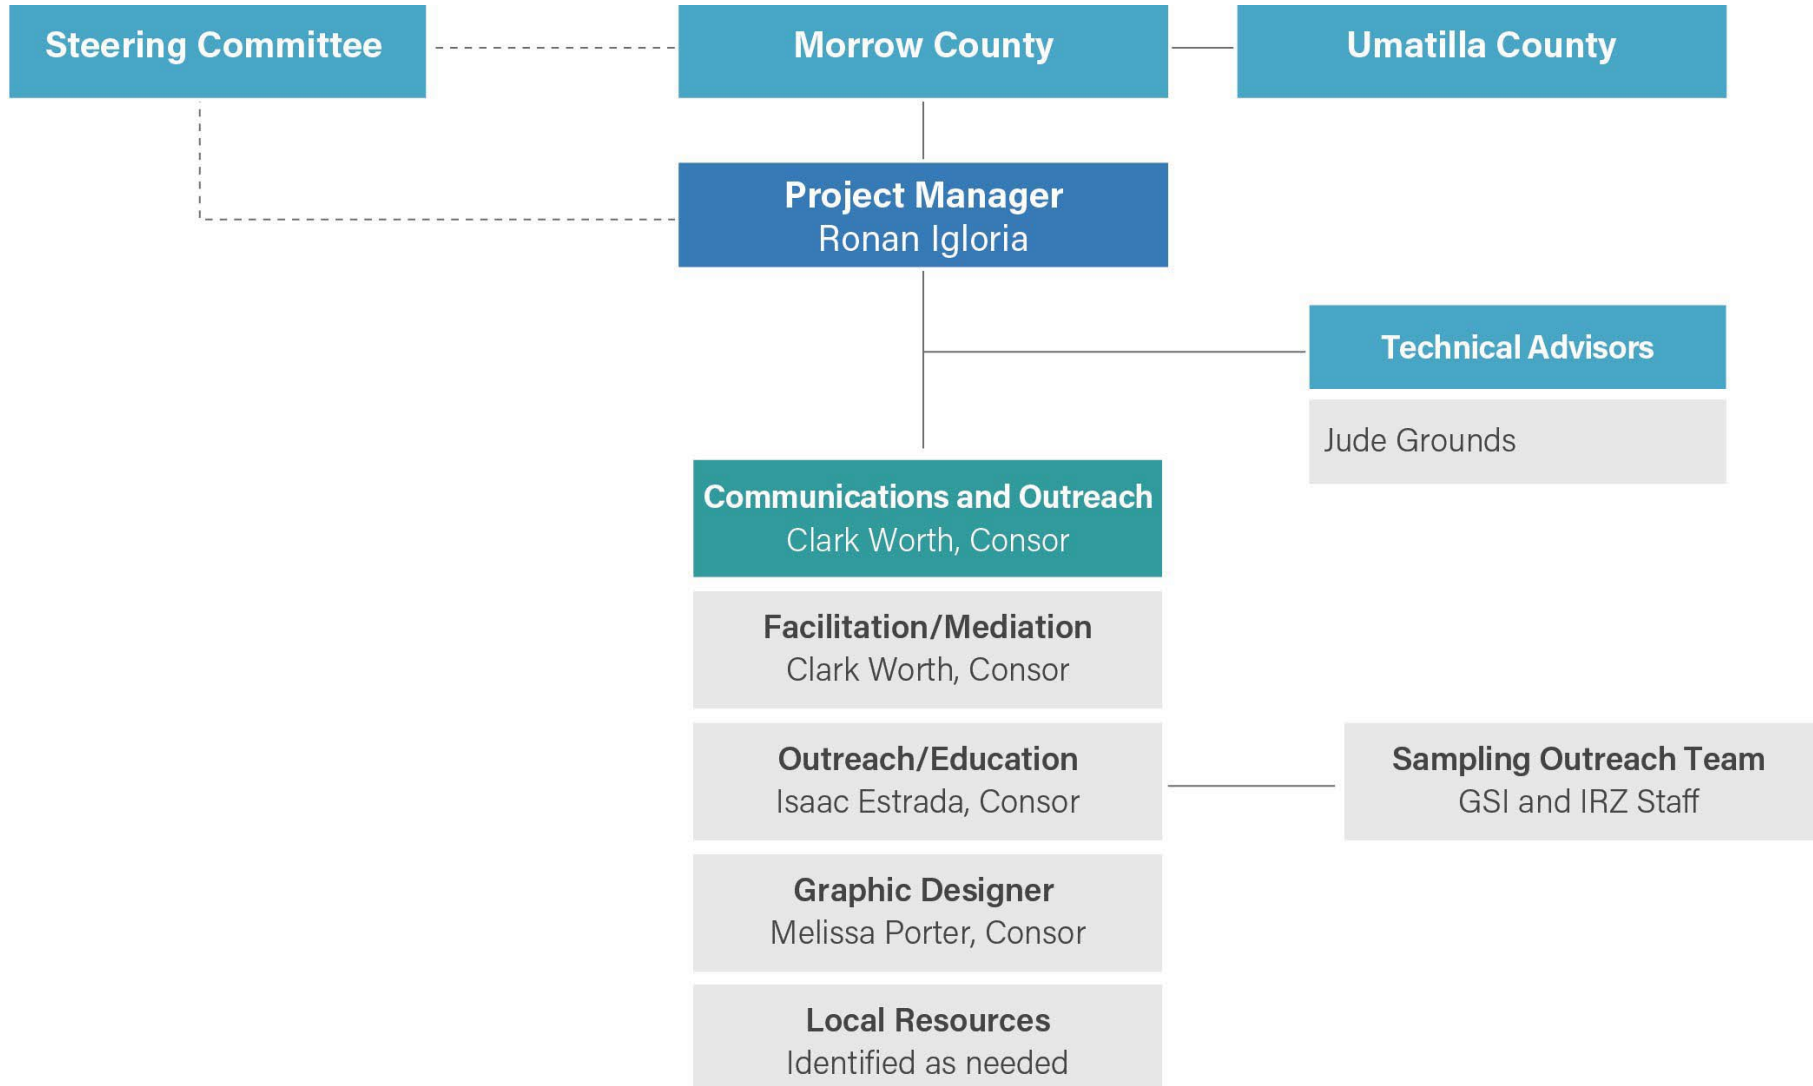 Steering Committee
Morrow County
Umatilla County
Project Manager
Ronan Igloria
Technical Advisors
Jude Grounds
Communications and Outreach
Clark Worth, Consor
Facilitation/Mediation
Clark Worth, Consor
Outreach/Education
Isaac Estrada, Consor
Sampling Outreach Team
GSI and IRZ Staff
Graphic Designer
Melissa Porter, Consor
Local Resources
Identified as needed